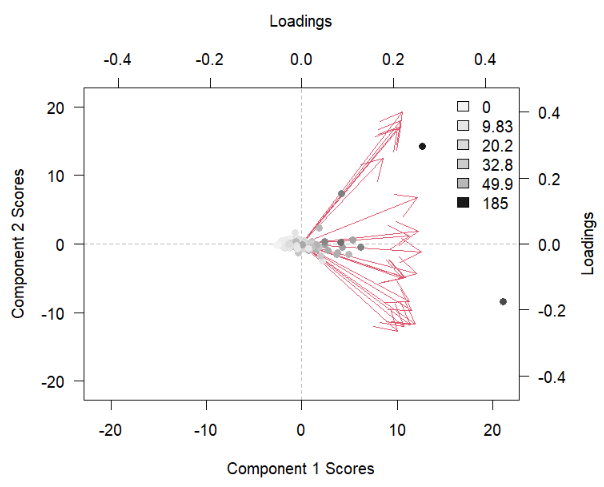 Loadings
-0.4 -0.2 0.0 0.2 0.4
20
10
0
-10
-20
Component 2 Scores
0
9.83
20.2
32.8
49.9
185
0.4
0.2
0.0
-0.2
-0.4
Loadings
-20 -10 0 10 20
Component 1 Scores